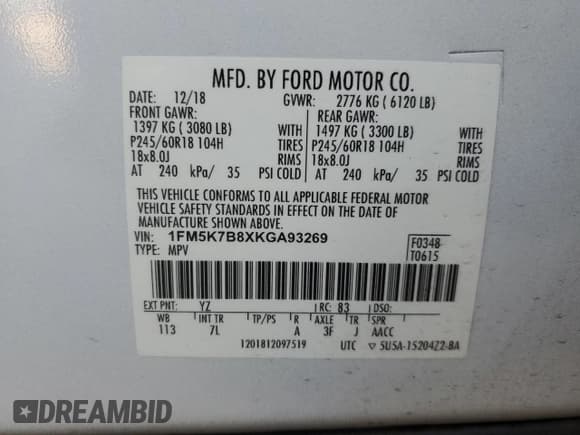 MFD. BY FORD MOTOR CO.
DATE: 12/18 GVWR: 2776 KG ( 6120 LB)
FRONT GAWR: REAR GAWR:
1397 KG ( 3080 LB) WITH 1497 KG ( 3300 LB) WITH
P245/60R18 104H TIRES P245/60R18 104H TIRES
18x8.0J RIMS 18x8.0J RIMS
AT 240 kPa/ 35 PSI COLD AT 240 kPa/ 35 PSI COLD
THIS VEHICLE CONFORMS TO ALL APPLICABLE FEDERAL MOTOR
VEHICLE SAFETY STANDARDS IN EFFECT ON THE DATE OF
MANUFACTURE SHOWN ABOVE.
VIN: 1FM5K7B8XKGA93269 F0348
TYPE: MPV T0615
EXT PNT: YZ RC: 83 DSO:
WB INT TR TP/PS R AXLE TR SPR
113 7L A 3F J AACC
1201812097519 UTC ▽ 5U5A-1520472-BA
DREAMBID